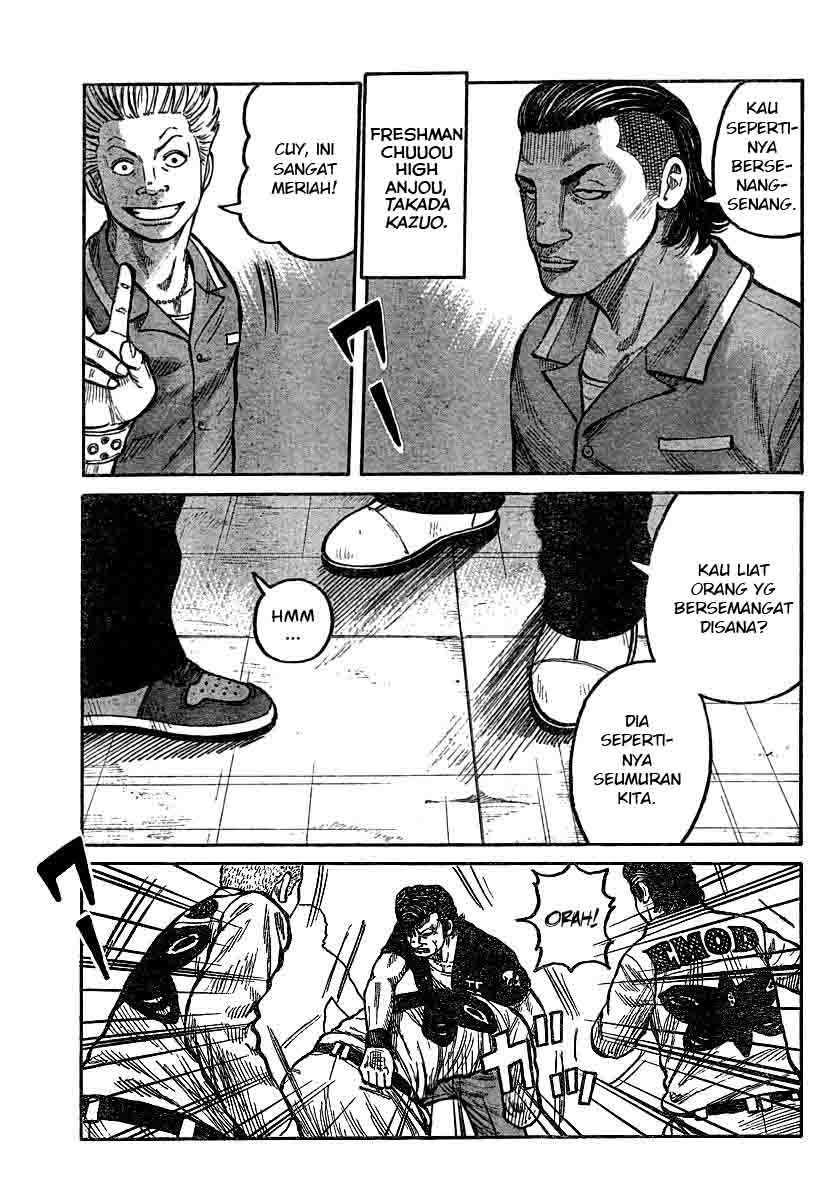 KAU
SEPERTI-
NYA
BERSE-
NANG-
SENANG.
FRESHMAN
CHUUOU
HIGH
ANJOU,
TAKADA
KAZUO.
CUY, INI
SANGAT
MERIAH!
KAU LIAT
ORANG YG
BERSEMANGAT
DISANA?
DIA
SEPERTI-
NYA
SEUMURAN
KITA.
HMM
...
ORAH!
EMOD